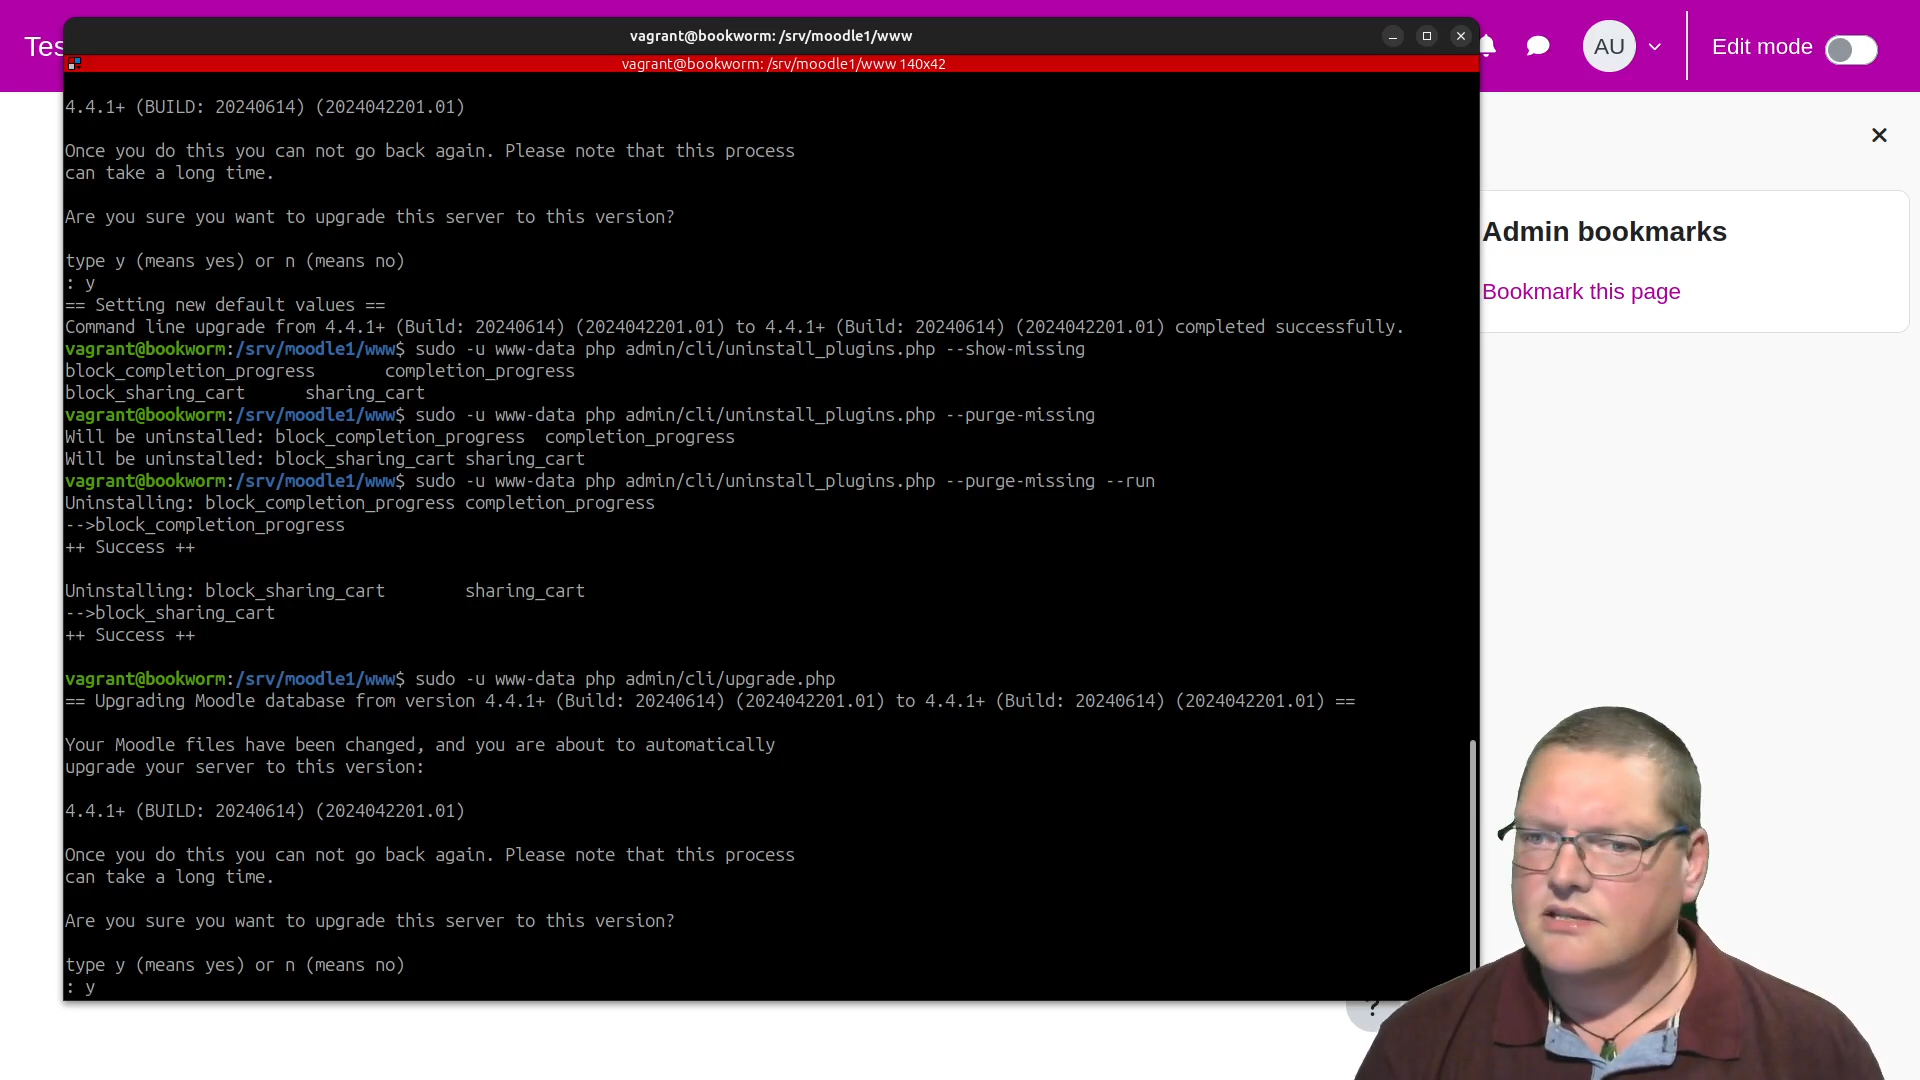 Tes
vagrant@bookworm: /srv/moodle1/www
AU
Edit mode
vagrant@bookworm: /srv/moodle1/www 140x42
4.4.1+ (BUILD: 20240614) (2024042201.01)
Once you do this you can not go back again. Please note that this process
can take a long time.
Are you sure you want to upgrade this server to this version?
type y (means yes) or n (means no)
: y
== Setting new default values ==
Command line upgrade from 4.4.1+ (Build: 20240614) (2024042201.01) to 4.4.1+ (Build: 20240614) (2024042201.01) completed successfully.
vagrant@bookworm:/srv/moodle1/www$ sudo -u www-data php admin/cli/uninstall_plugins.php --show-missing
block_completion_progress completion_progress
block_sharing_cart sharing_cart
vagrant@bookworm:/srv/moodle1/www$ sudo -u www-data php admin/cli/uninstall_plugins.php --purge-missing
Will be uninstalled: block_completion_progress completion_progress
Will be uninstalled: block_sharing_cart sharing_cart
vagrant@bookworm:/srv/moodle1/www$ sudo -u www-data php admin/cli/uninstall_plugins.php --purge-missing --run
Uninstalling: block_completion_progress completion_progress
-->block_completion_progress
++ Success ++
Uninstalling: block_sharing_cart sharing_cart
-->block_sharing_cart
++ Success ++
vagrant@bookworm:/srv/moodle1/www$ sudo -u www-data php admin/cli/upgrade.php
== Upgrading Moodle database from version 4.4.1+ (Build: 20240614) (2024042201.01) to 4.4.1+ (Build: 20240614) (2024042201.01) ==
Your Moodle files have been changed, and you are about to automatically
upgrade your server to this version:
4.4.1+ (BUILD: 20240614) (2024042201.01)
Once you do this you can not go back again. Please note that this process
can take a long time.
Are you sure you want to upgrade this server to this version?
type y (means yes) or n (means no)
: y
Admin bookmarks
Bookmark this page
?